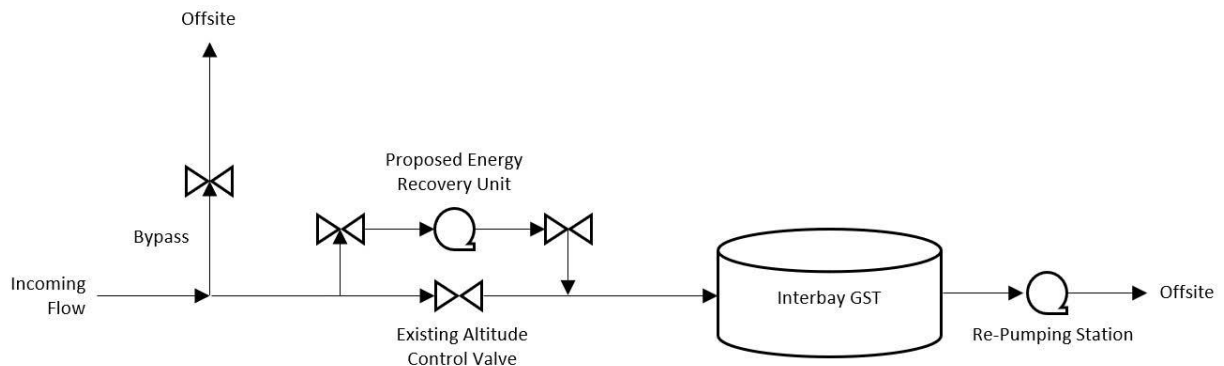 Offsite
Proposed Energy
Recovery Unit
Bypass
Incoming
Flow
Existing Altitude
Control Valve
Interbay GST
Re-Pumping Station
Offsite